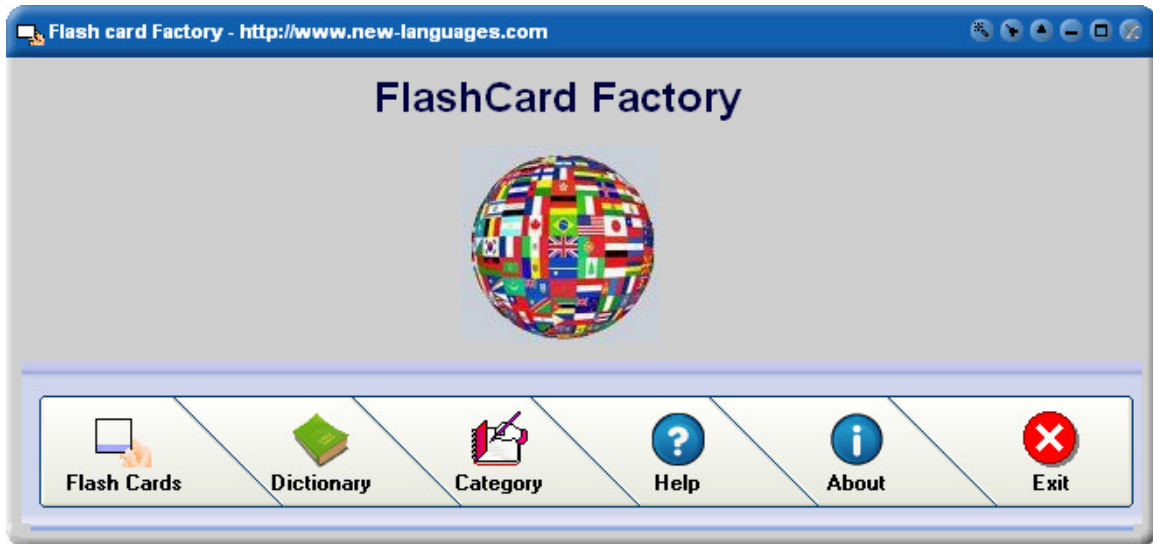 Flash card Factory - http://www.new-languages.com
FlashCard Factory
Flash Cards Dictionary Category Help About Exit